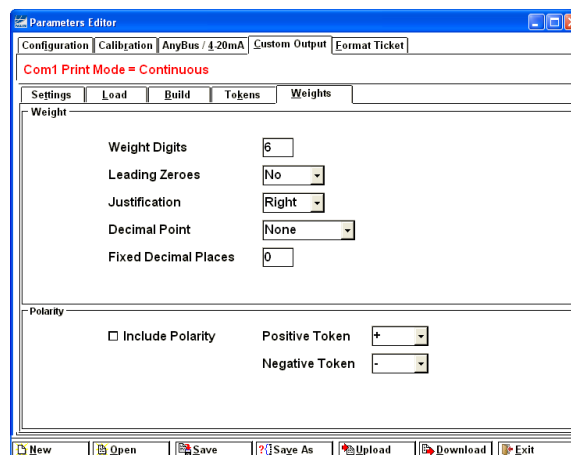 Parameters Editor
Configuration Calibration AnyBus / 4-20mA Custom Output Format Ticket
Com1 Print Mode = Continuous
Settings Load Build Tokens Weights
Weight
Weight Digits 6
Leading Zeroes No
Justification Right
Decimal Point None
Fixed Decimal Places 0
Polarity
Include Polarity Positive Token +
Negative Token -
New Open Save Save As Upload Download Exit